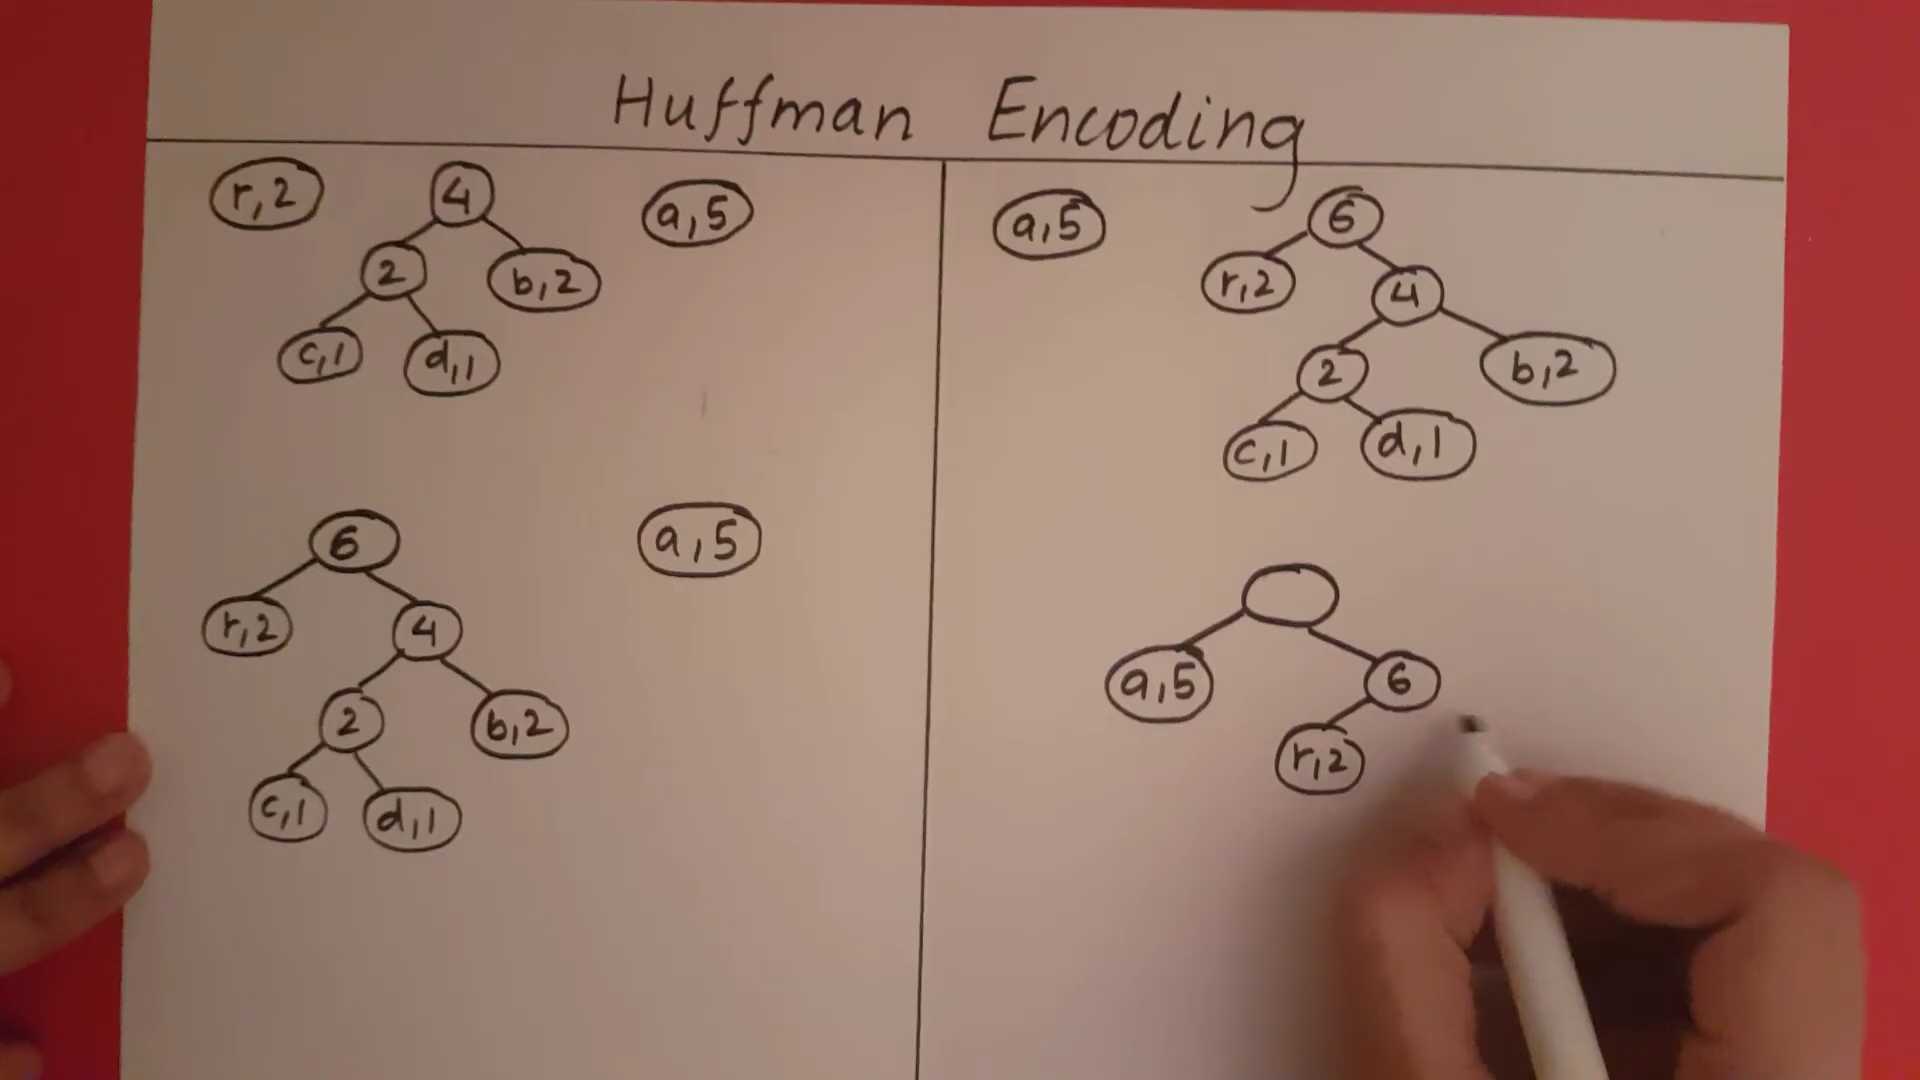 Huffman Encoding
r,2 4 a,5
2 b,2
c,1 d,1
6 a,5
r,2 4
2 b,2
c,1 d,1
a,5 6
r,2 4
2 b,2
c,1 d,1
a,5 6
r,2